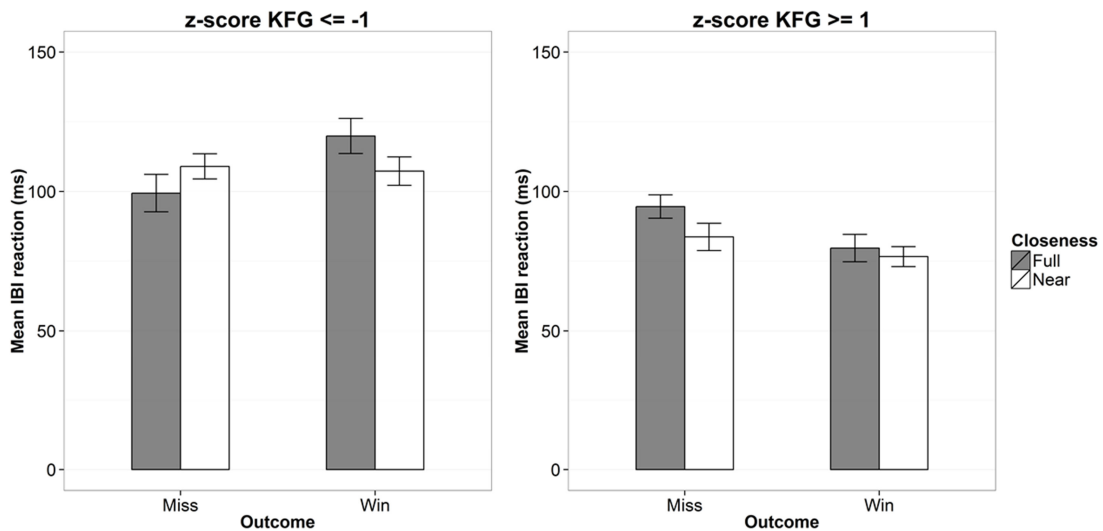 z-score KFG <= -1
Mean IBI reaction (ms)
150
100
50
0
Miss
Win
Outcome
z-score KFG >= 1
Mean IBI reaction (ms)
150
100
50
0
Miss
Win
Outcome
Closeness
Full
Near